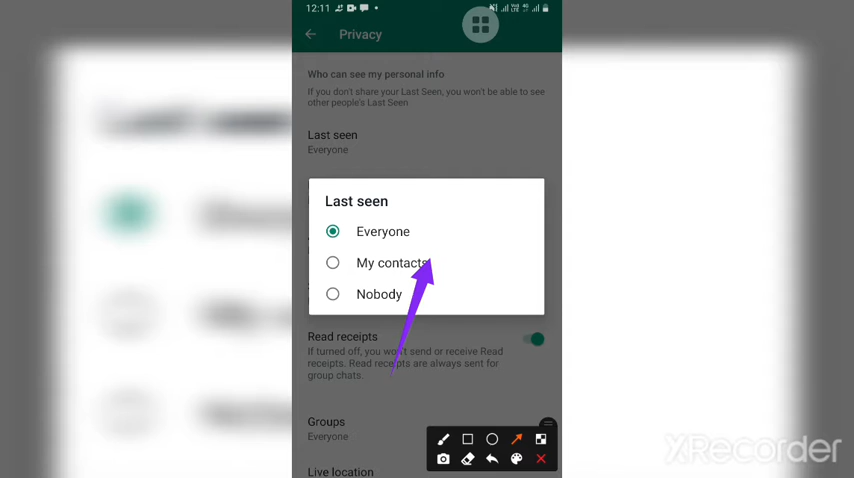 12:11
Privacy
Who can see my personal info
If you don't share your Last Seen, you won't be able to see
other people's Last Seen
Last seen
Everyone
Last seen
Everyone
My contacts
Nobody
Read receipts
If turned off, you won't send or receive Read
receipts. Read receipts are always sent for
group chats.
Groups
Everyone
Live location
XRecorder